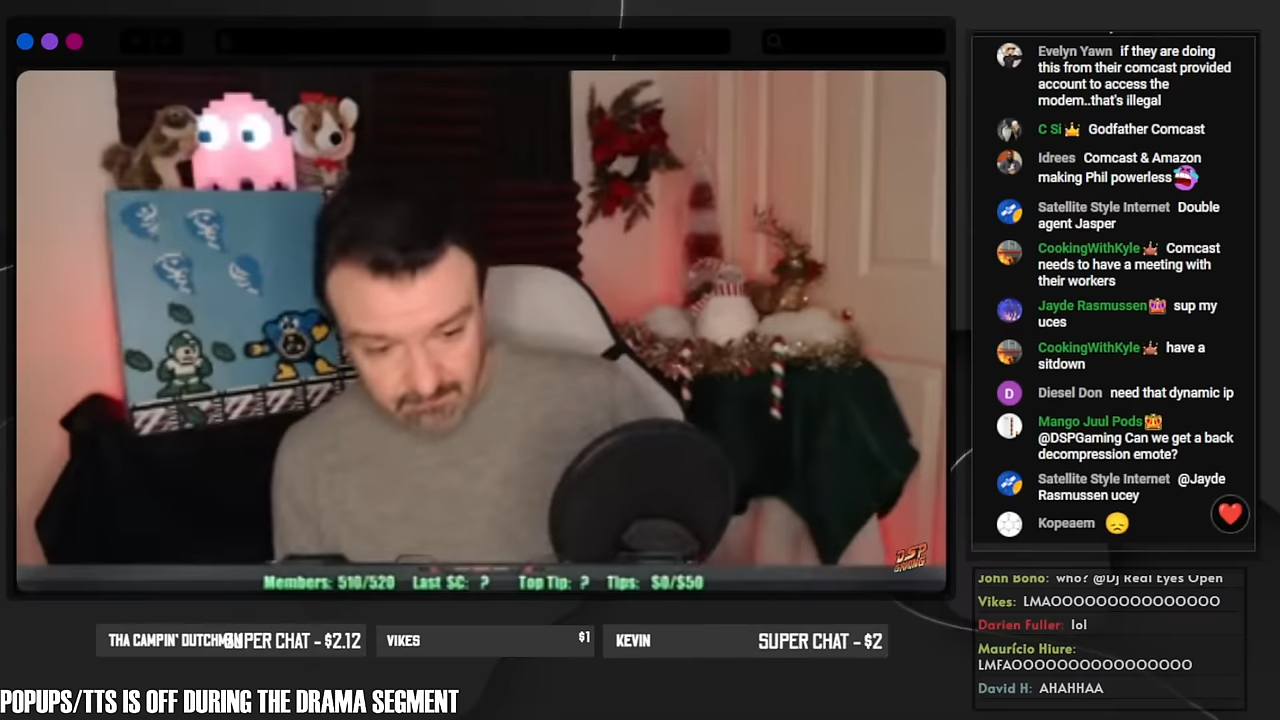 Evelyn Yawn if they are doing
this from their comcast provided
account to access the
modem..that's illegal
C Si Godfather Comcast
Idrees Comcast & Amazon
making Phil powerless
Satellite Style Internet Double
agent Jasper
CookingWithKyle Comcast
needs to have a meeting with
their workers
Jayde Rasmussen sup my
uces
CookingWithKyle have a
sitdown
D Diesel Don need that dynamic ip
Mango Juul Pods
@DSPGaming Can we get a back
decompression emote?
Satellite Style Internet @Jayde
Rasmussen ucey
Kopeaem
DSP
GAMING
Members: 510/520 Last $C: ? Top Tip: ? Tips: $0/$50
John Bono: who? @Dj Real Eyes Open
Vikes: LMAOOOOOOOOOOOOOOO
Darien Fuller: lol
Maurício Hiure:
LMFAOOOOOOOOOOOOOOOO
David H: AHAHHAA
THA CAMPIN' DUTCHMAN SUPER CHAT - $2.12
VIKES $1
KEVIN SUPER CHAT - $2
POPUPS/TTS IS OFF DURING THE DRAMA SEGMENT